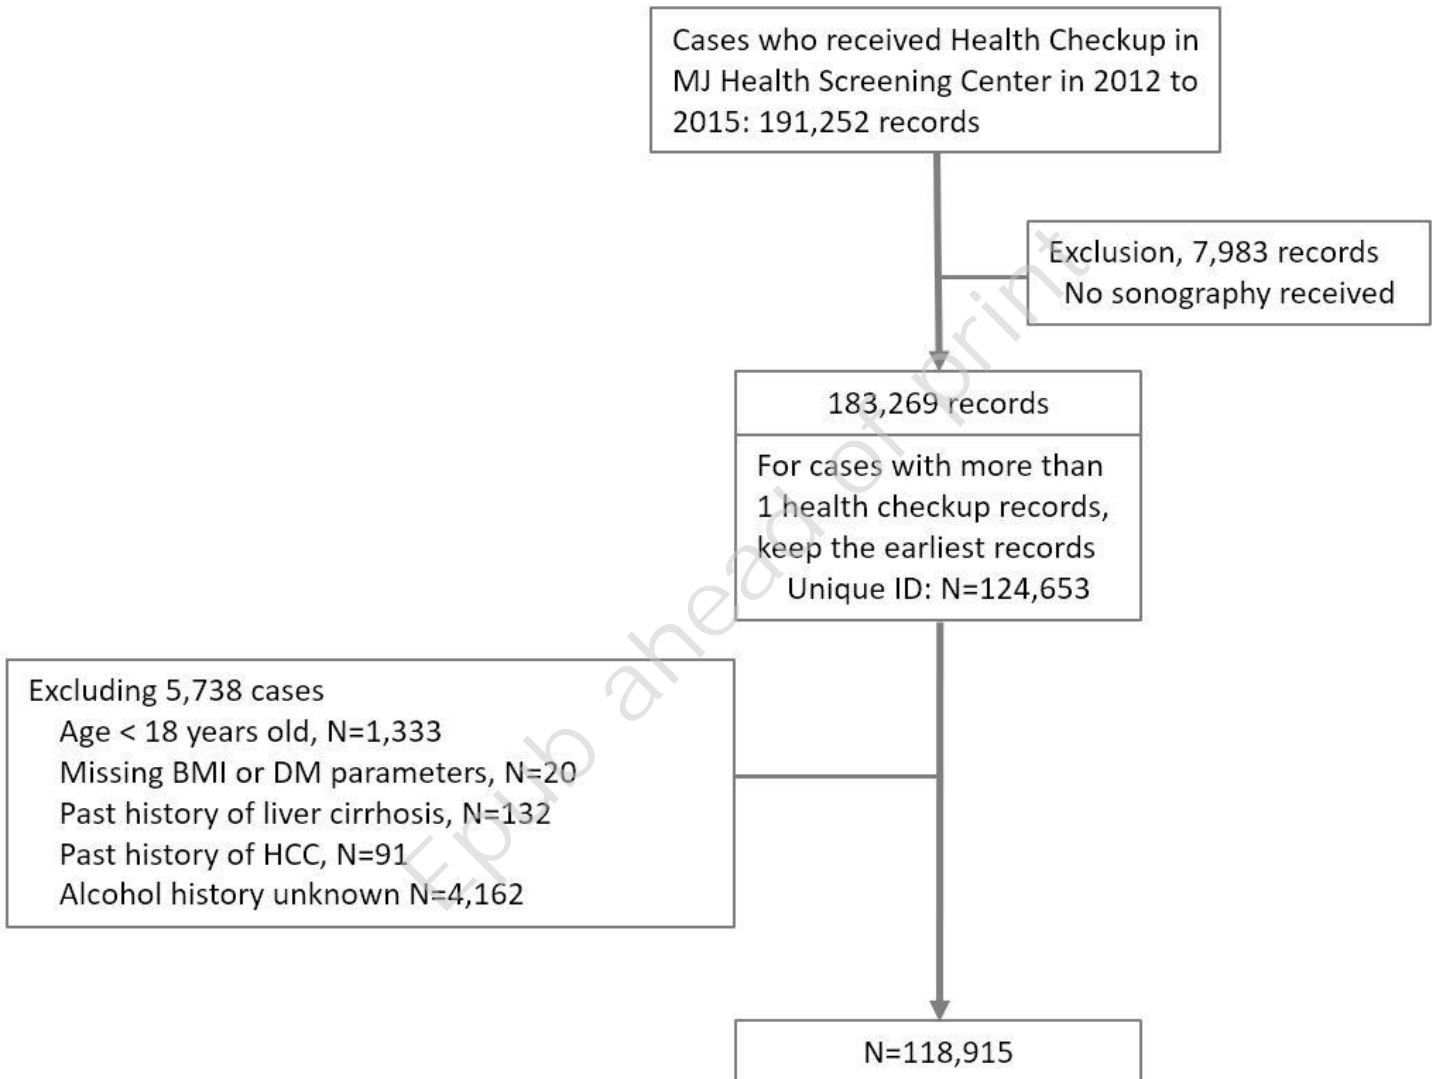 Cases who received Health Checkup in
MJ Health Screening Center in 2012 to
2015: 191,252 records
Exclusion, 7,983 records
No sonography received
183,269 records
For cases with more than
1 health checkup records,
keep the earliest records
Unique ID: N=124,653
Excluding 5,738 cases
Age < 18 years old, N=1,333
Missing BMI or DM parameters, N=20
Past history of liver cirrhosis, N=132
Past history of HCC, N=91
Alcohol history unknown N=4,162
N=118,915
Epub ahead of print